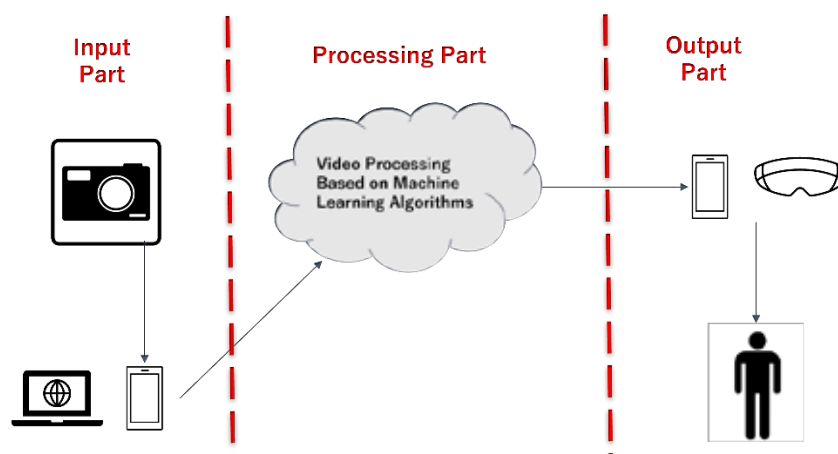 Input
Part
Processing Part
Output
Part
Video Processing
Based on Machine
Learning Algorithms